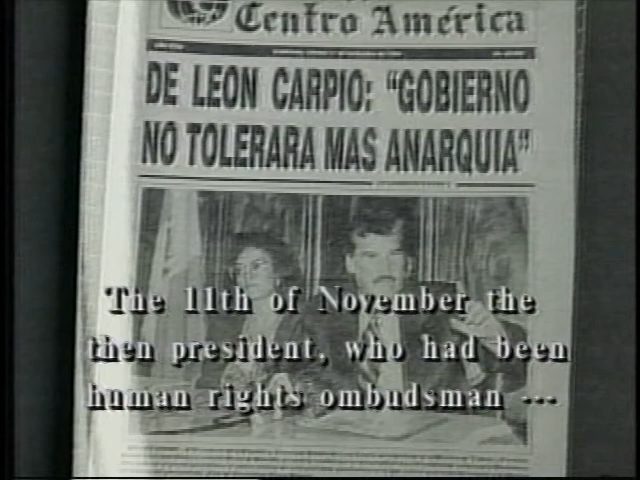 Centro América
DE LEON CARPIO: "GOBIERNO
NO TOLERARA MAS ANARQUIA"
The 11th of November the
then president, who had been
human rights ombudsman ---